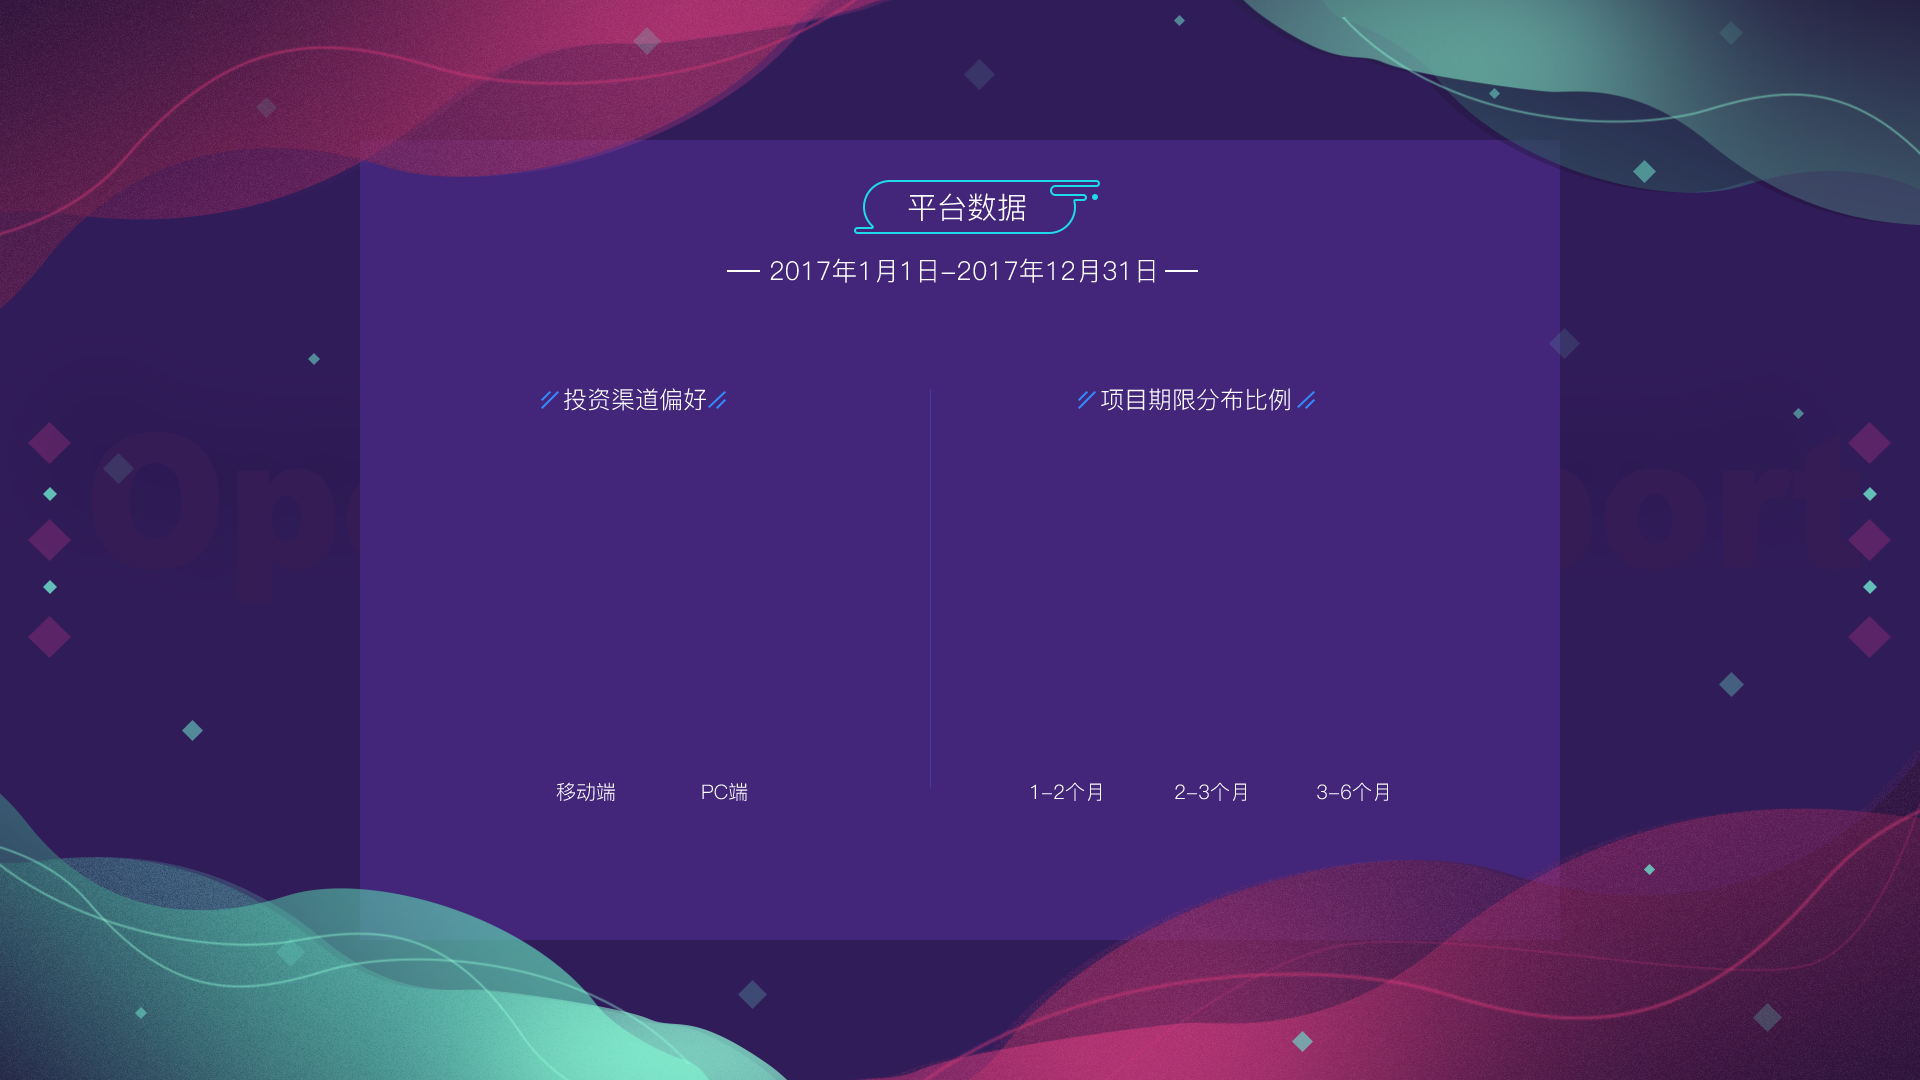 平台数据
2017年1月1日-2017年12月31日
投资渠道偏好
项目期限分布比例
移动端
PC端
1-2个月
2-3个月
3-6个月